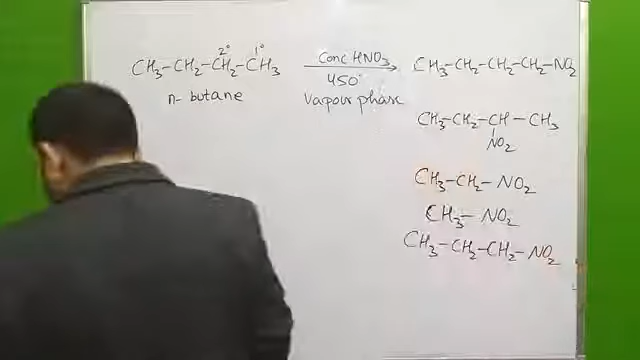 2° 1°
CH₃-CH₂-CH₂-CH₃ Conc HNO₃ CH₃-CH₂-CH₂-CH₂-NO₂
450°
n-butane Vapour phase
CH₃-CH₂-CH-CH₃
NO₂
CH₃-CH₂-NO₂
CH₃-NO₂
CH₃-CH₂-CH₂-NO₂